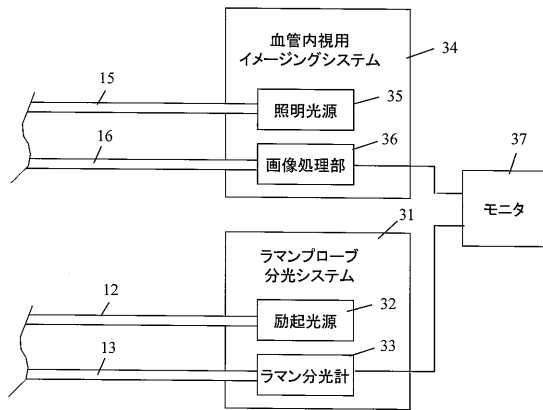 血管内視用
イメージングシステム
34
15
照明光源
35
16
画像処理部
36
37
モニタ
31
ラマンプローブ
分光システム
12
励起光源
32
13
ラマン分光計
33